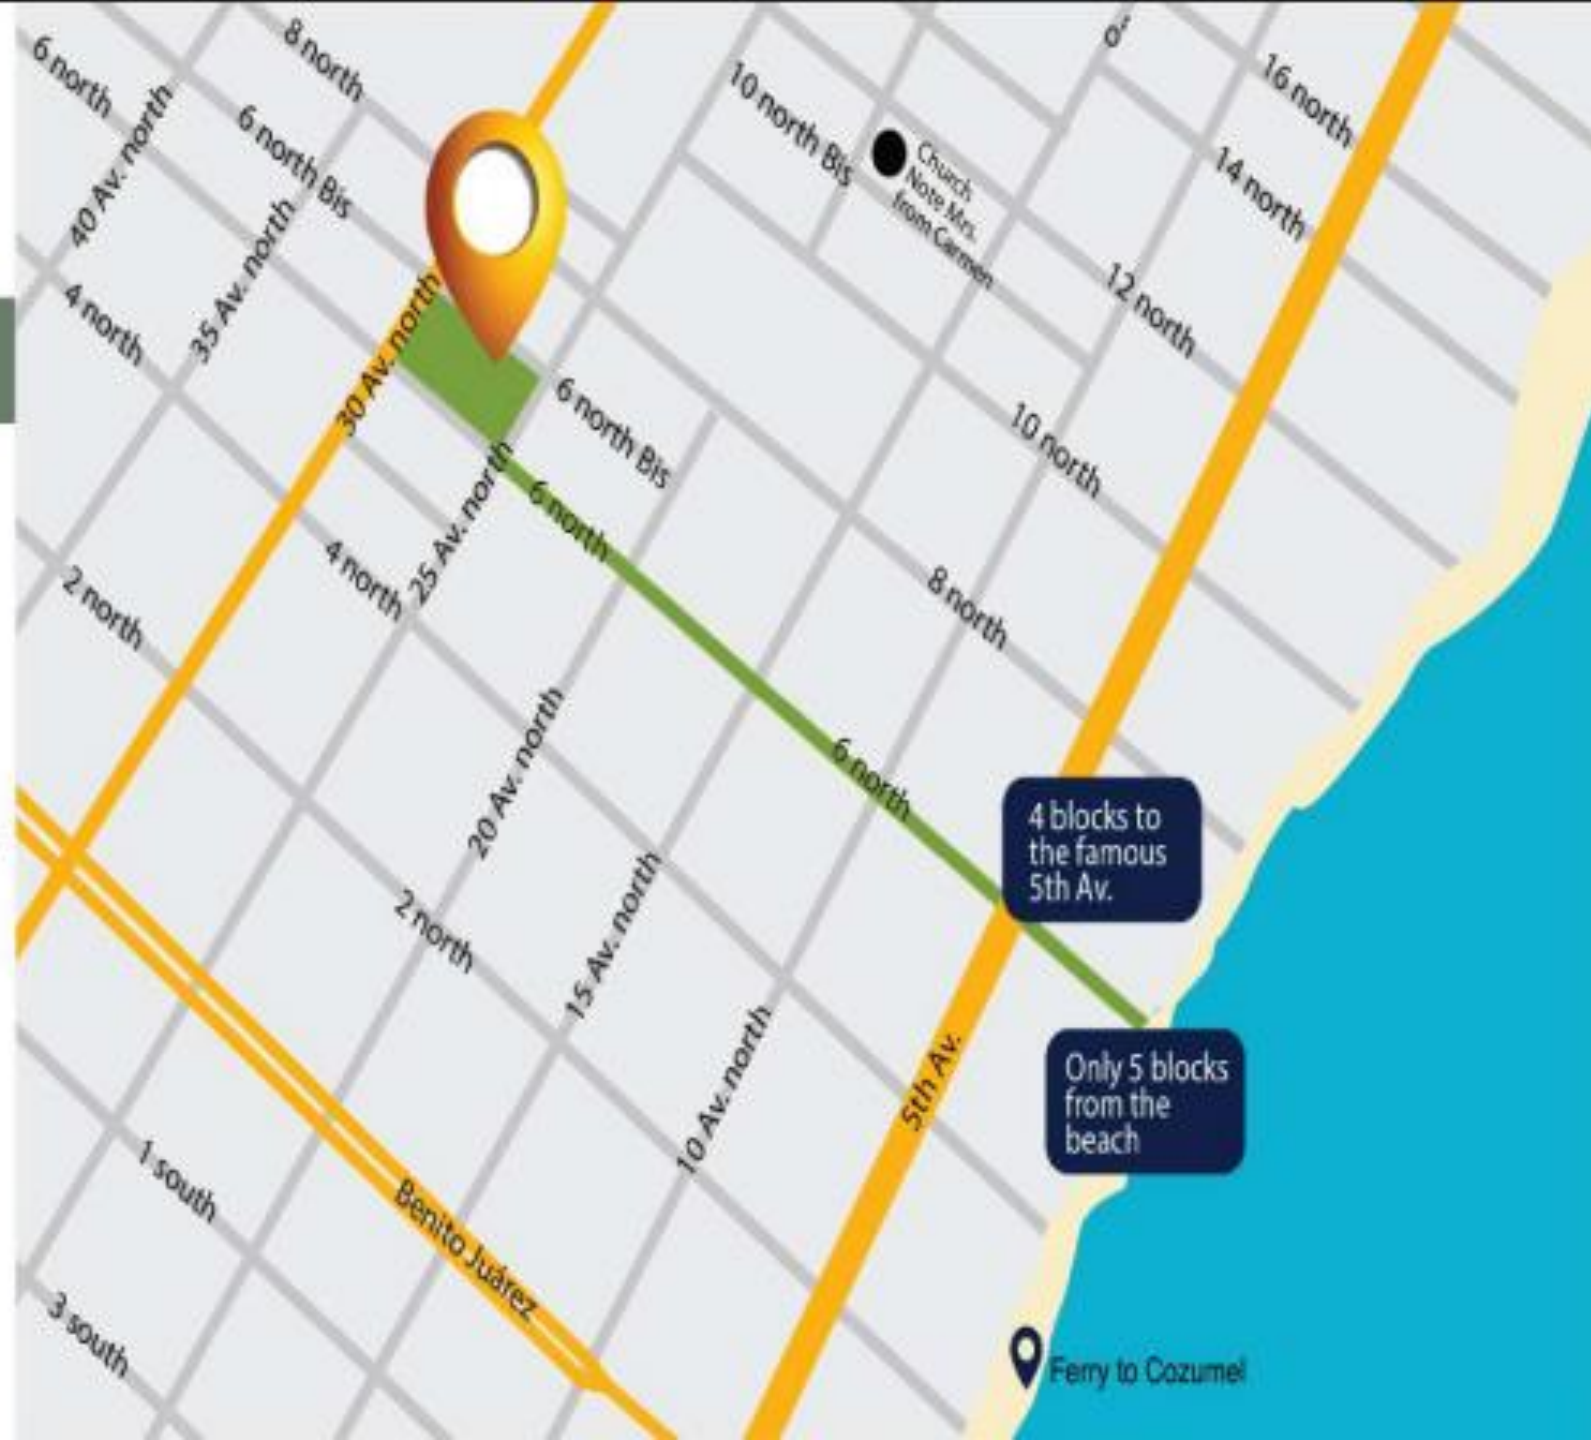 8 north
6 north
40 Av. north
6 north Bis
35 Av. north
4 north
30 Av. north
10 north Bis
Church
Note Mrs.
from Carmen
16 north
14 north
12 north
10 north
6 north Bis
25 Av. north
6 north
4 north
2 north
8 north
20 Av. north
6 north
4 blocks to
the famous
5th Av.
2 north
15 Av. north
10 Av. north
5th Av.
Only 5 blocks
from the
beach
1 south
Benito Juárez
3 south
Ferry to Cozumel